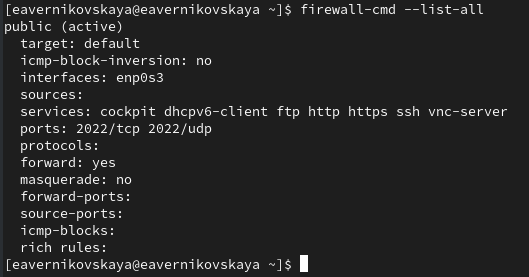 [eavernikovskaya@eavernikovskaya ~]$ firewall-cmd --list-all
public (active)
  target: default
  icmp-block-inversion: no
  interfaces: enp0s3
  sources:
  services: cockpit dhcpv6-client ftp http https ssh vnc-server
  ports: 2022/tcp 2022/udp
  protocols:
  forward: yes
  masquerade: no
  forward-ports:
  source-ports:
  icmp-blocks:
  rich rules:
[eavernikovskaya@eavernikovskaya ~]$